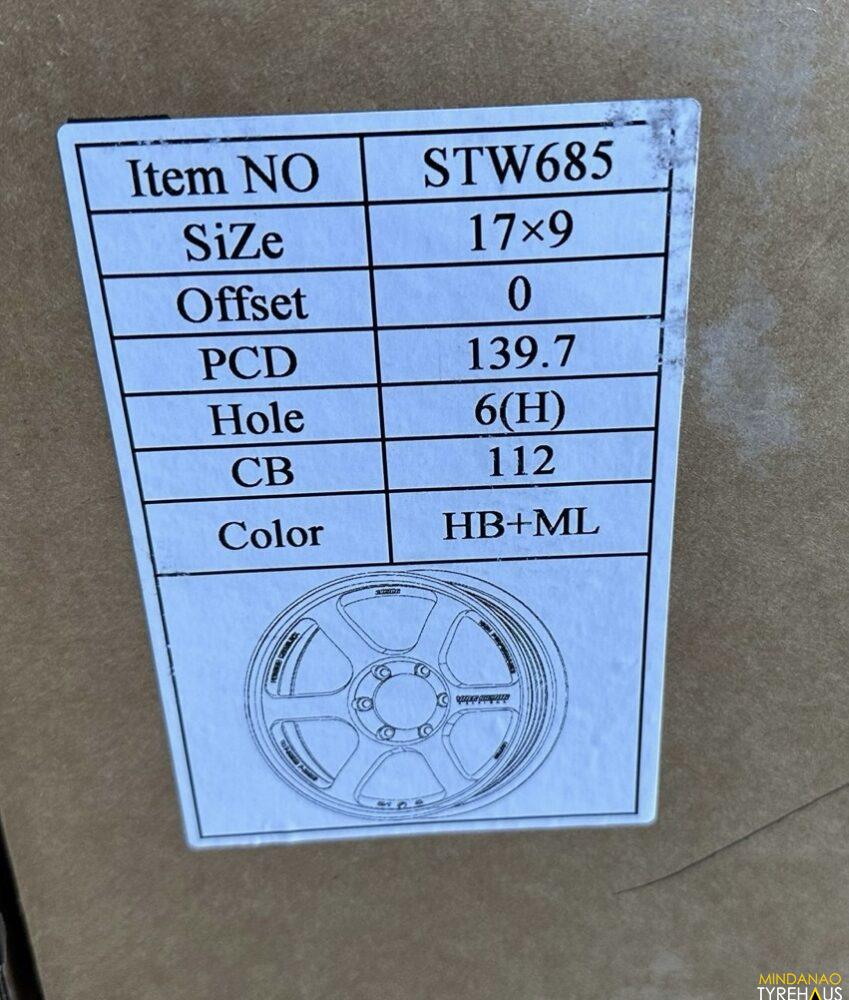 Item NO STW685
SiZe 17×9
Offset 0
PCD 139.7
Hole 6(H)
CB 112
Color HB+ML
MINDANAO
TYREHAUS